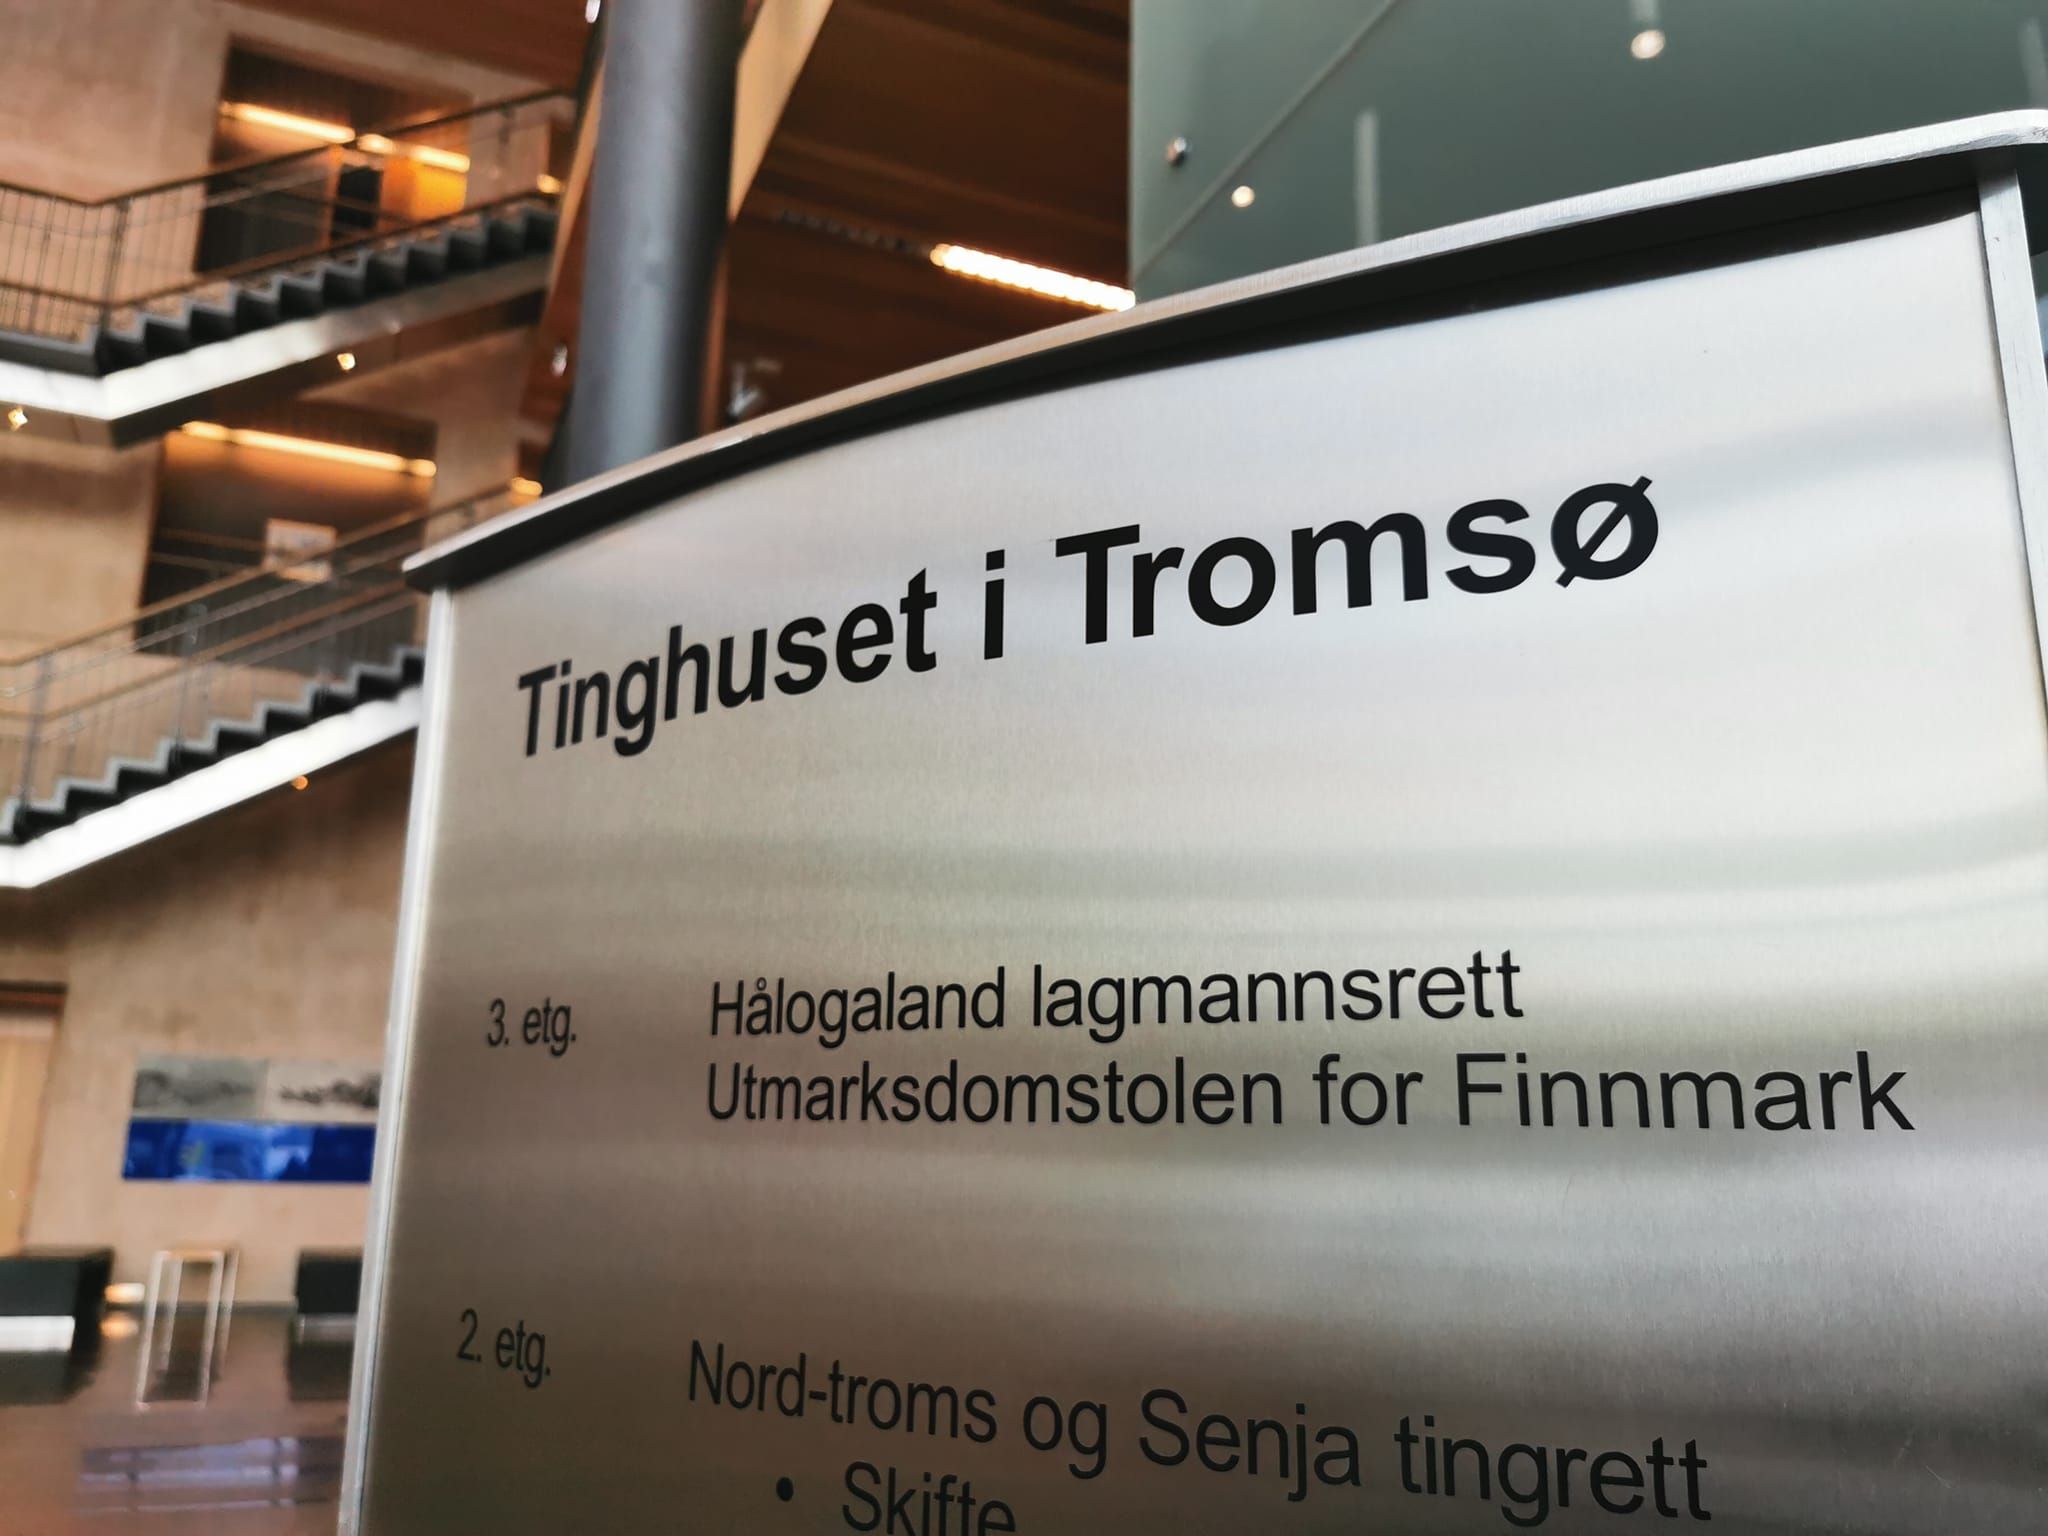 Tinghuset i Tromsø
3. etg. Hålogaland lagmannsrett
Utmarksdomstolen for Finnmark
2. etg. Nord-troms og Senja tingrett
• Skifte